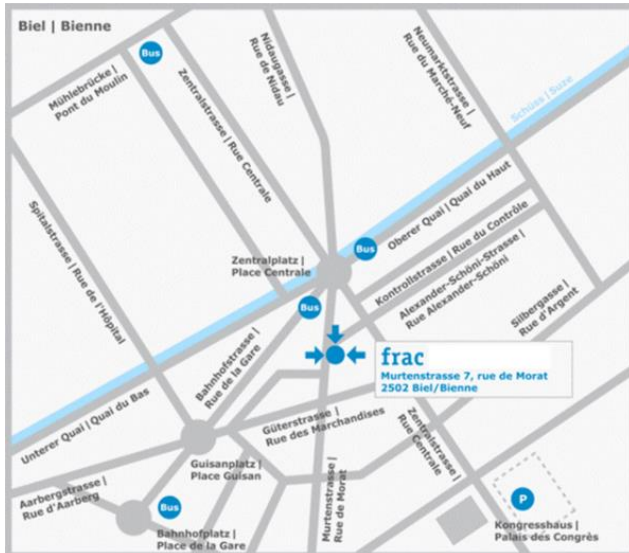 Biel | Bienne
Bus
Mühlebrücke |
Pont du Moulin
Zentralstrasse | Rue Centrale
Nidaugasse |
Rue de Nidau
Neumarktstrasse |
Rue du Marché-Neuf
Schüss | Suze
Spitalstrasse | Rue de l'Hôpital
Zentralplatz |
Place Centrale
Bus
Oberer Quai | Quai du Haut
Kontrollstrasse | Rue du Contrôle
Alexander-Schöni-Strasse |
Rue Alexander-Schöni
Silbergasse |
Rue d'Argent
Bus
Bahnhofstrasse |
Rue de la Gare
frac
Murtenstrasse 7, rue de Morat
2502 Biel/Bienne
Unterer Quai | Quai du Bas
Güterstrasse |
Rue des Marchandises
Zentralstrasse |
Rue Centrale
Guisanplatz |
Place Guisan
Murtenstrasse |
Rue de Morat
Aarbergstrasse |
Rue d'Aarberg
Bus
P
Bahnhofplatz |
Place de la Gare
Kongresshaus |
Palais des Congrès